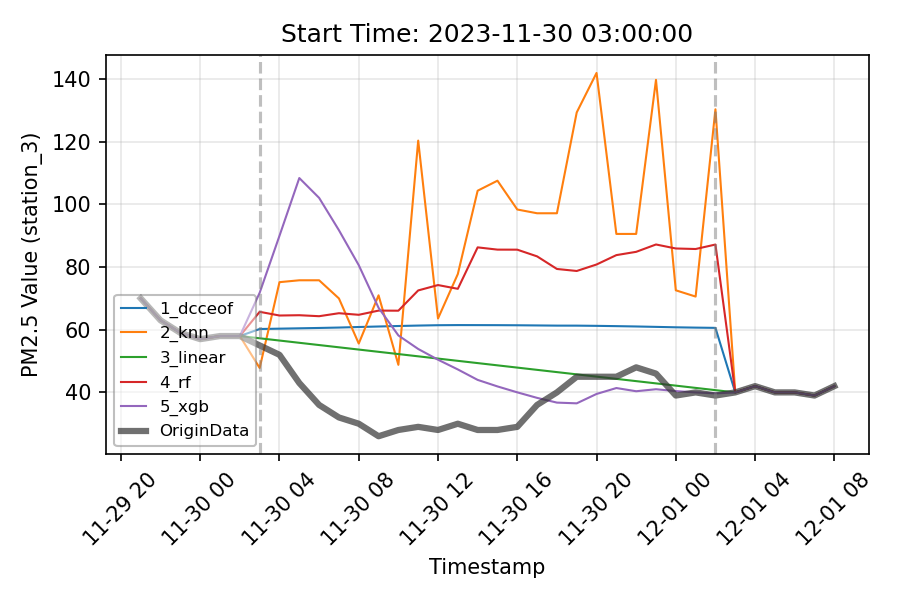 Start Time: 2023-11-30 03:00:00
PM2.5 Value (station_3)
140
120
100
80
60
40
1_dcceof
2_knn
3_linear
4_rf
5_xgb
OriginData
11-29 20
11-30 00
11-30 04
11-30 08
11-30 12
11-30 16
11-30 20
12-01 00
12-01 04
12-01 08
Timestamp